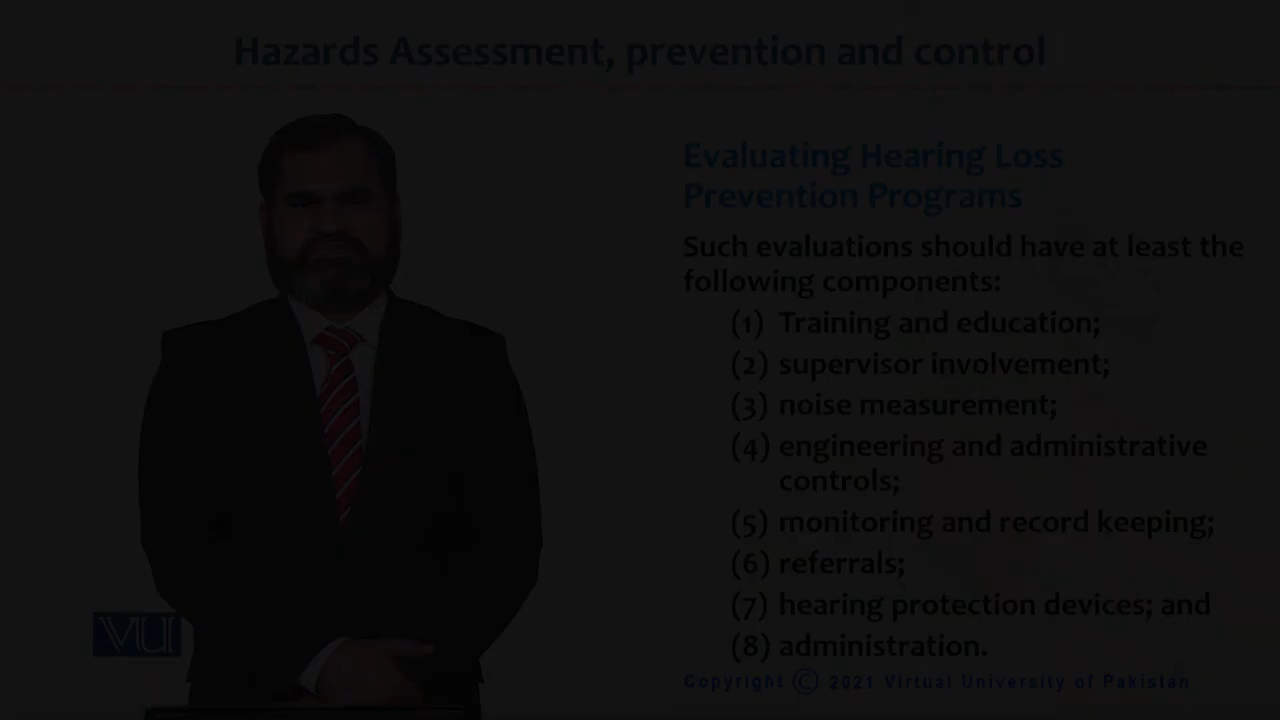 Hazards Assessment, prevention and control
Evaluating Hearing Loss
Prevention Programs
Such evaluations should have at least the
following components:
(1) Training and education;
(2) supervisor involvement;
(3) noise measurement;
(4) engineering and administrative
controls;
(5) monitoring and record keeping;
(6) referrals;
(7) hearing protection devices; and
(8) administration.
VU
Copyright © 2021 Virtual University of Pakistan